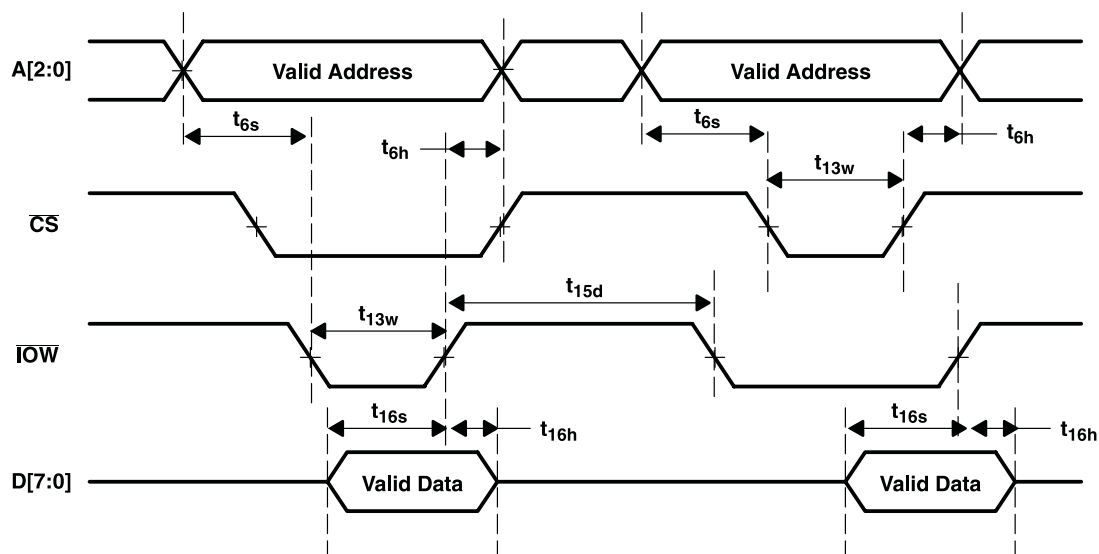 A[2:0]
Valid Address
Valid Address
t6s
t6h
t6s
t6h
t13w
CS
t15d
t13w
IOW
t16s
t16h
t16s
t16h
D[7:0]
Valid Data
Valid Data